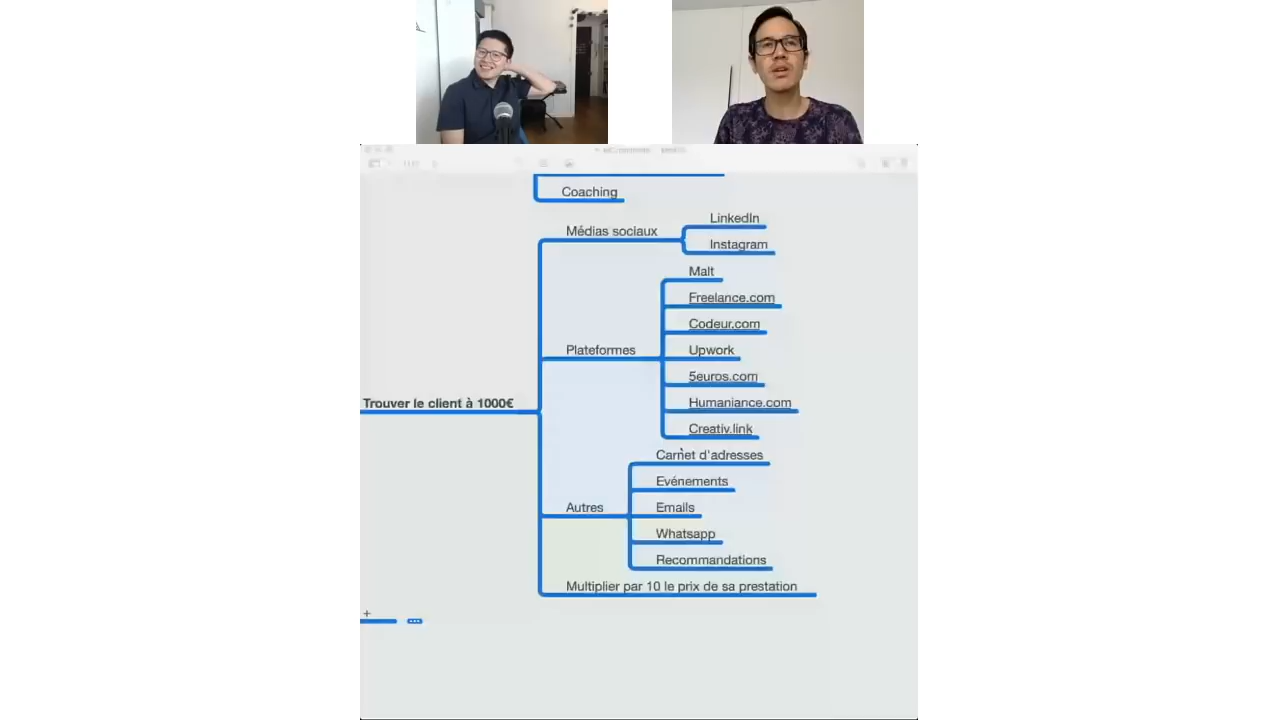 Coaching
LinkedIn
Médias sociaux
Instagram
Malt
Freelance.com
Codeur.com
Plateformes
Upwork
5euros.com
Trouver le client à 1000€
Humaniance.com
Creativ.link
Carnet d'adresses
Evénements
Autres
Emails
Whatsapp
Recommandations
Multiplier par 10 le prix de sa prestation
+